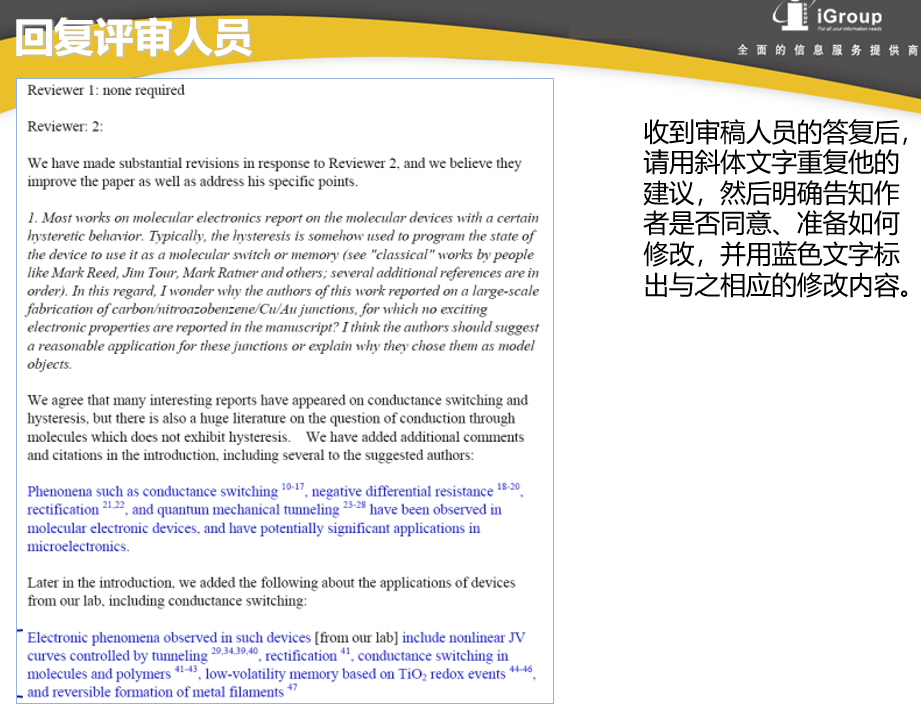 回复评审人员
iGroup
For all your information needs
全面的信息服务提供商
Reviewer 1: none required
Reviewer: 2:
We have made substantial revisions in response to Reviewer 2, and we believe they
improve the paper as well as address his specific points.
1. Most works on molecular electronics report on the molecular devices with a certain
hysteretic behavior. Typically, the hysteresis is somehow used to program the state of
the device to use it as a molecular switch or memory (see "classical" works by people
like Mark Reed, Jim Tour, Mark Ratner and others; several additional references are in
order). In this regard, I wonder why the authors of this work reported on a large-scale
fabrication of carbon/nitroazobenzene/Cu/Au junctions, for which no exciting
electronic properties are reported in the manuscript? I think the authors should suggest
a reasonable application for these junctions or explain why they chose them as model
objects.
We agree that many interesting reports have appeared on conductance switching and
hysteresis, but there is also a huge literature on the question of conduction through
molecules which does not exhibit hysteresis. We have added additional comments
and citations in the introduction, including several to the suggested authors:
Phenonena such as conductance switching 10-17, negative differential resistance 18-20,
rectification 21,22, and quantum mechanical tunneling 23-28 have been observed in
molecular electronic devices, and have potentially significant applications in
microelectronics.
Later in the introduction, we added the following about the applications of devices
from our lab, including conductance switching:
Electronic phenomena observed in such devices [from our lab] include nonlinear JV
curves controlled by tunneling 29,34,39,40, rectification 41, conductance switching in
molecules and polymers 41-43, low-volatility memory based on TiO2 redox events 44-46,
and reversible formation of metal filaments 47
收到审稿人员的答复后，
请用斜体文字重复他的
建议，然后明确告知作
者是否同意、准备如何
修改，并用蓝色文字标
出与之相应的修改内容。